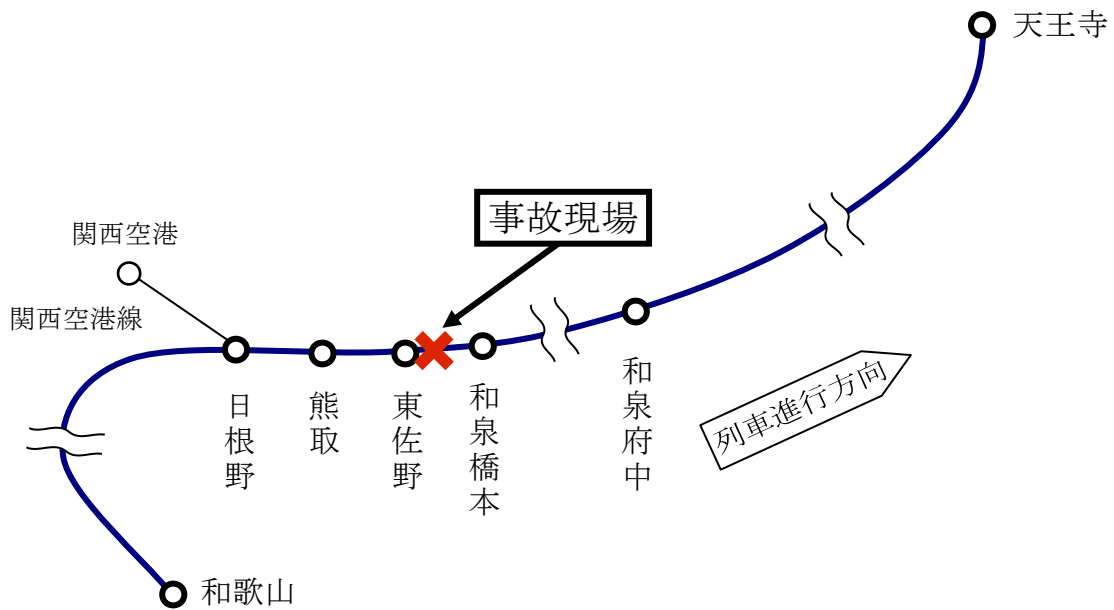 天王寺
事故現場
関西空港
関西空港線
日根野
熊取
東佐野
和泉橋本
和泉府中
列車進行方向
和歌山